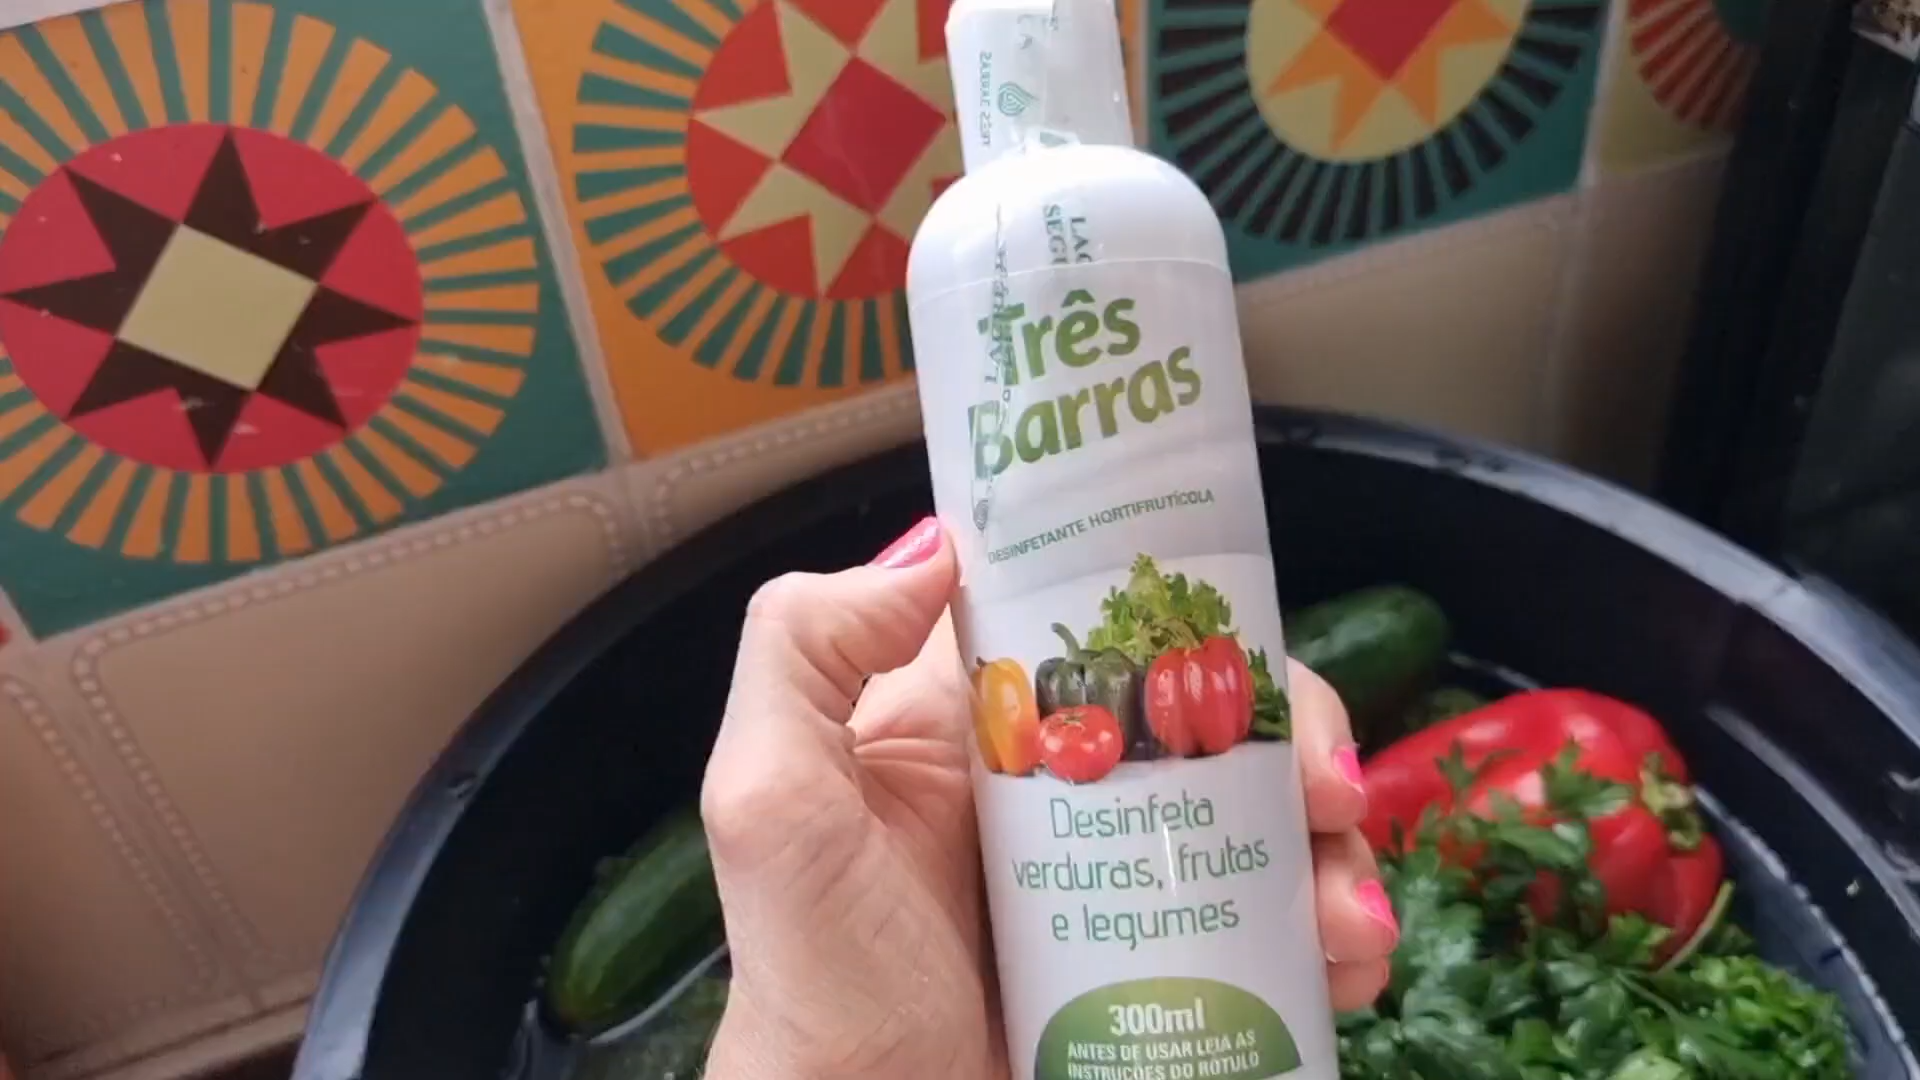 Três
Barras
DESINFETANTE HORTIFRUTÍCOLA
Desinfeta
verduras, frutas
e legumes
300ml
ANTES DE USAR LEIA AS
INSTRUÇÕES DO RÓTULO